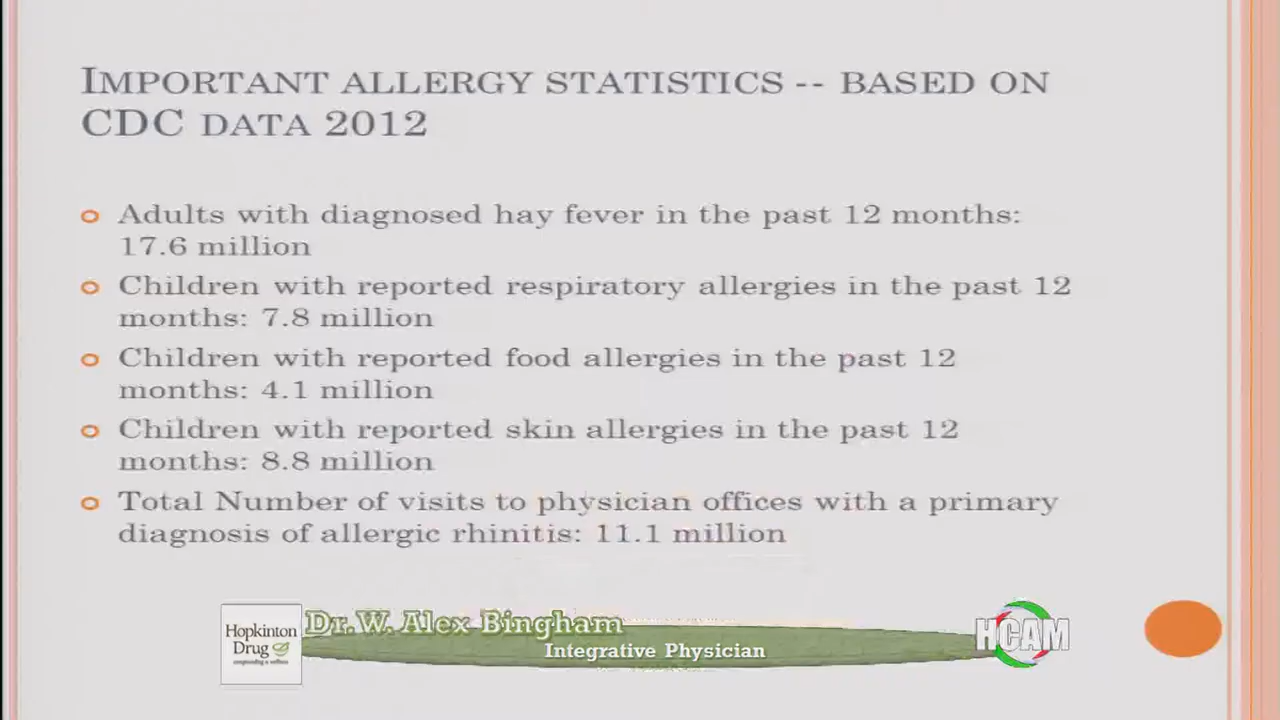 IMPORTANT ALLERGY STATISTICS -- BASED ON
CDC DATA 2012
Adults with diagnosed hay fever in the past 12 months:
17.6 million
Children with reported respiratory allergies in the past 12
months: 7.8 million
Children with reported food allergies in the past 12
months: 4.1 million
Children with reported skin allergies in the past 12
months: 8.8 million
Total Number of visits to physician offices with a primary
diagnosis of allergic rhinitis: 11.1 million
Hopkinton
Drug
Dr. W. Alex Bingham
Integrative Physician
HCAM